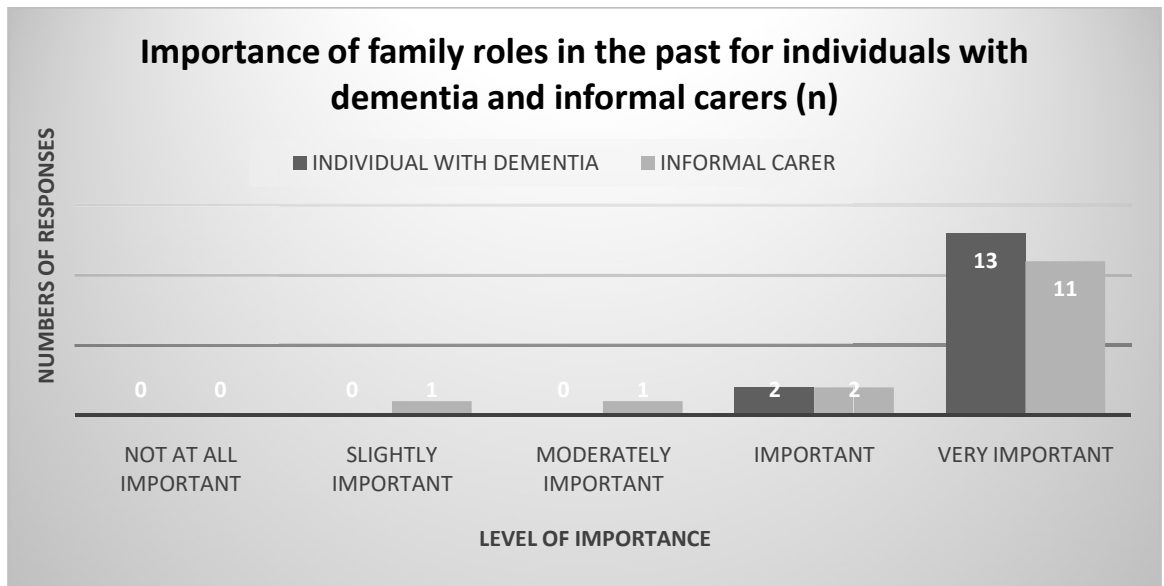 Importance of family roles in the past for individuals with
dementia and informal carers (n)
INDIVIDUAL WITH DEMENTIA INFORMAL CARER
NUMBERS OF RESPONSES
13
11
0 0 0 1 0 1 2 2
NOT AT ALL
IMPORTANT
SLIGHTLY
IMPORTANT
MODERATELY
IMPORTANT
IMPORTANT
VERY IMPORTANT
LEVEL OF IMPORTANCE